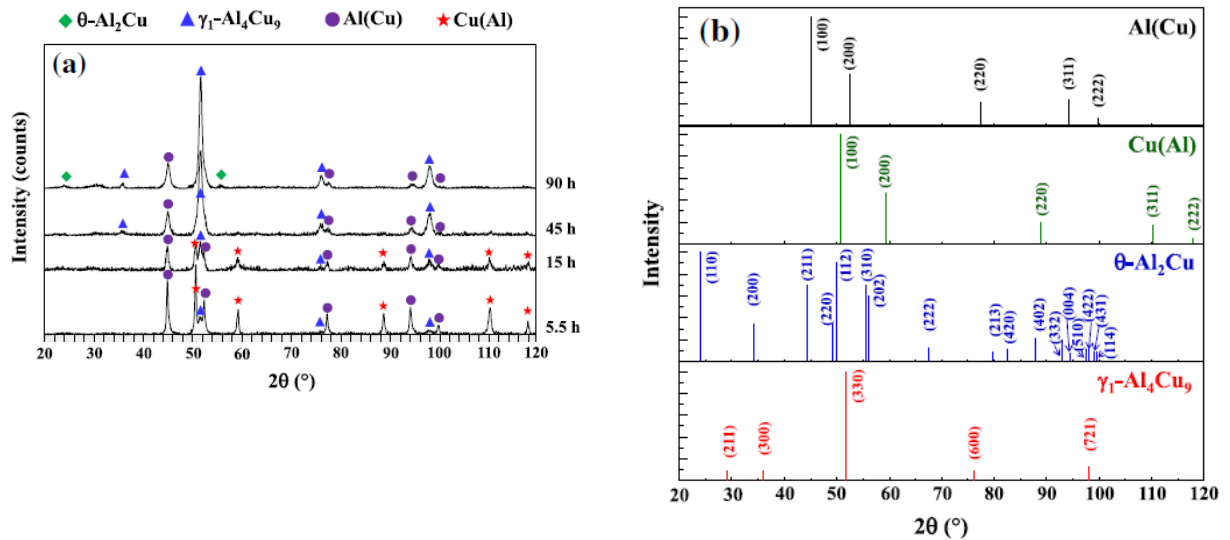 θ-Al2Cu γ1-Al4Cu9 Al(Cu) Cu(Al)
(a)
Intensity (counts)
90 h
45 h
15 h
5.5 h
20 30 40 50 60 70 80 90 100 110 120
2θ (°)
(b)
Al(Cu)
(100) (200) (220) (311) (222)
Cu(Al)
(100) (200) (220) (311) (222)
Intensity
θ-Al2Cu
(110) (200) (211) (220) (112) (310) (202) (222) (213) (420) (402) (332) (004) (510) (422) (431) (114)
γ1-Al4Cu9
(211) (300) (330) (600) (721)
20 30 40 50 60 70 80 90 100 110 120
2θ (°)